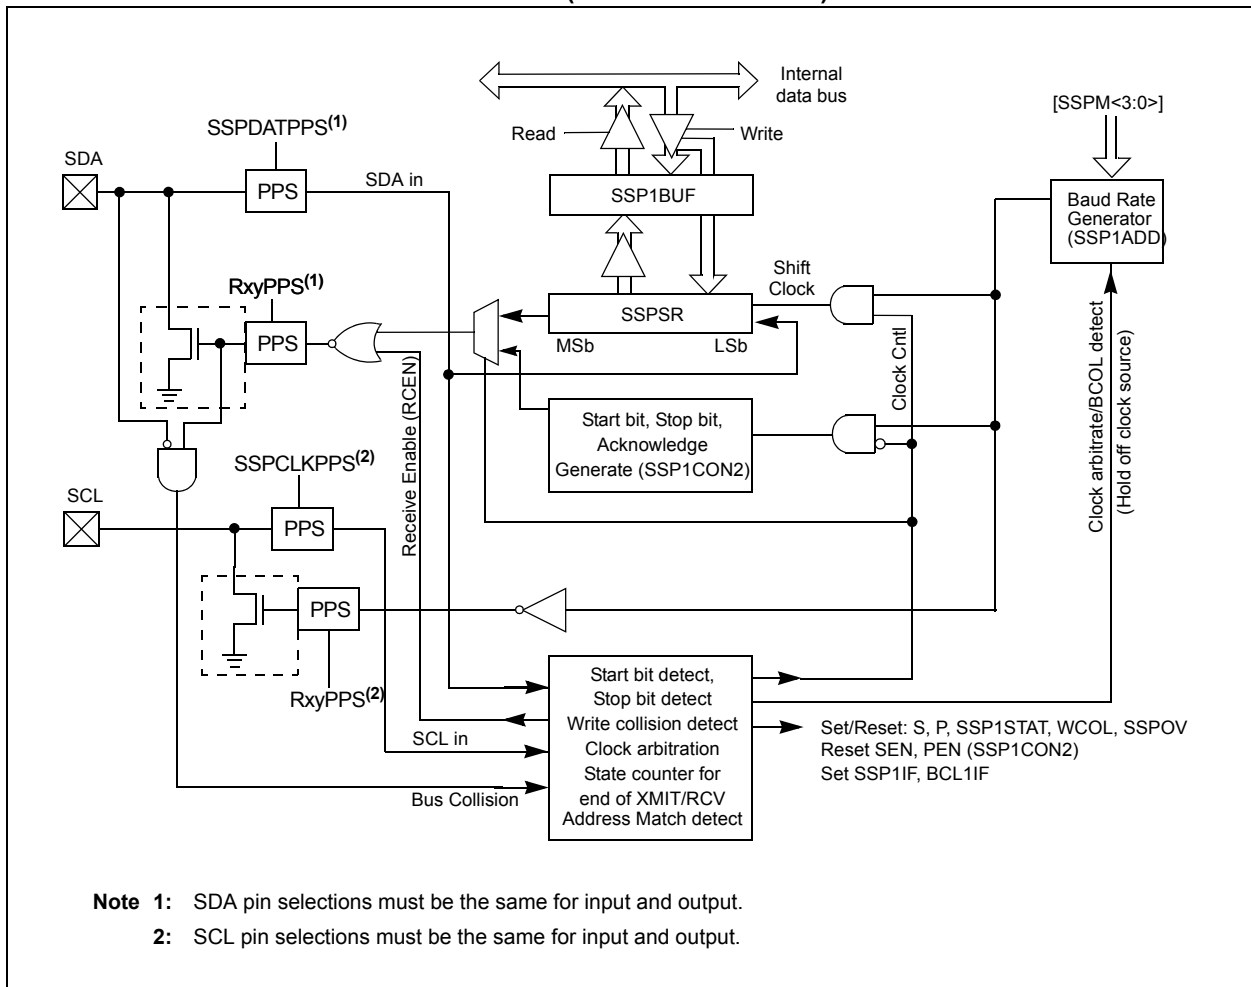 Internal
data bus
[SSPM<3:0>]
SSPDATPPS(1)
Read
Write
SDA
PPS
SDA in
SSP1BUF
Baud Rate
Generator
(SSP1ADD)
RxyPPS(1)
Shift
Clock
PPS
SSPSR
MSb
LSb
Clock Cntl
Clock arbitrate/BCOL detect
(Hold off clock source)
Receive Enable (RCEN)
Start bit, Stop bit,
Acknowledge
Generate (SSP1CON2)
SSPCLKPPS(2)
SCL
PPS
PPS
RxyPPS(2)
SCL in
Bus Collision
Start bit detect,
Stop bit detect
Write collision detect
Clock arbitration
State counter for
end of XMIT/RCV
Address Match detect
Set/Reset: S, P, SSP1STAT, WCOL, SSPOV
Reset SEN, PEN (SSP1CON2)
Set SSP1IF, BCL1IF
Note 1: SDA pin selections must be the same for input and output.
2: SCL pin selections must be the same for input and output.